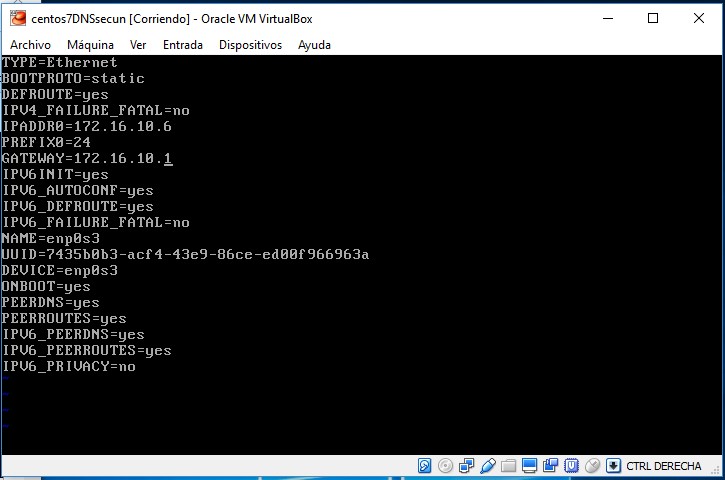 centos7DNSsecun [Corriendo] - Oracle VM VirtualBox
Archivo Máquina Ver Entrada Dispositivos Ayuda
TYPE=Ethernet
BOOTPROTO=static
DEFROUTE=yes
IPV4_FAILURE_FATAL=no
IPADDR0=172.16.10.6
PREFIX0=24
GATEWAY=172.16.10.1
IPV6INIT=yes
IPV6_AUTOCONF=yes
IPV6_DEFROUTE=yes
IPV6_FAILURE_FATAL=no
NAME=enp0s3
UUID=7435b0b3-acf4-43e9-86ce-ed00f966963a
DEVICE=enp0s3
ONBOOT=yes
PEERDNS=yes
PEERROUTES=yes
IPV6_PEERDNS=yes
IPV6_PEERROUTES=yes
IPV6_PRIVACY=no
~
~
~
~
CTRL DERECHA